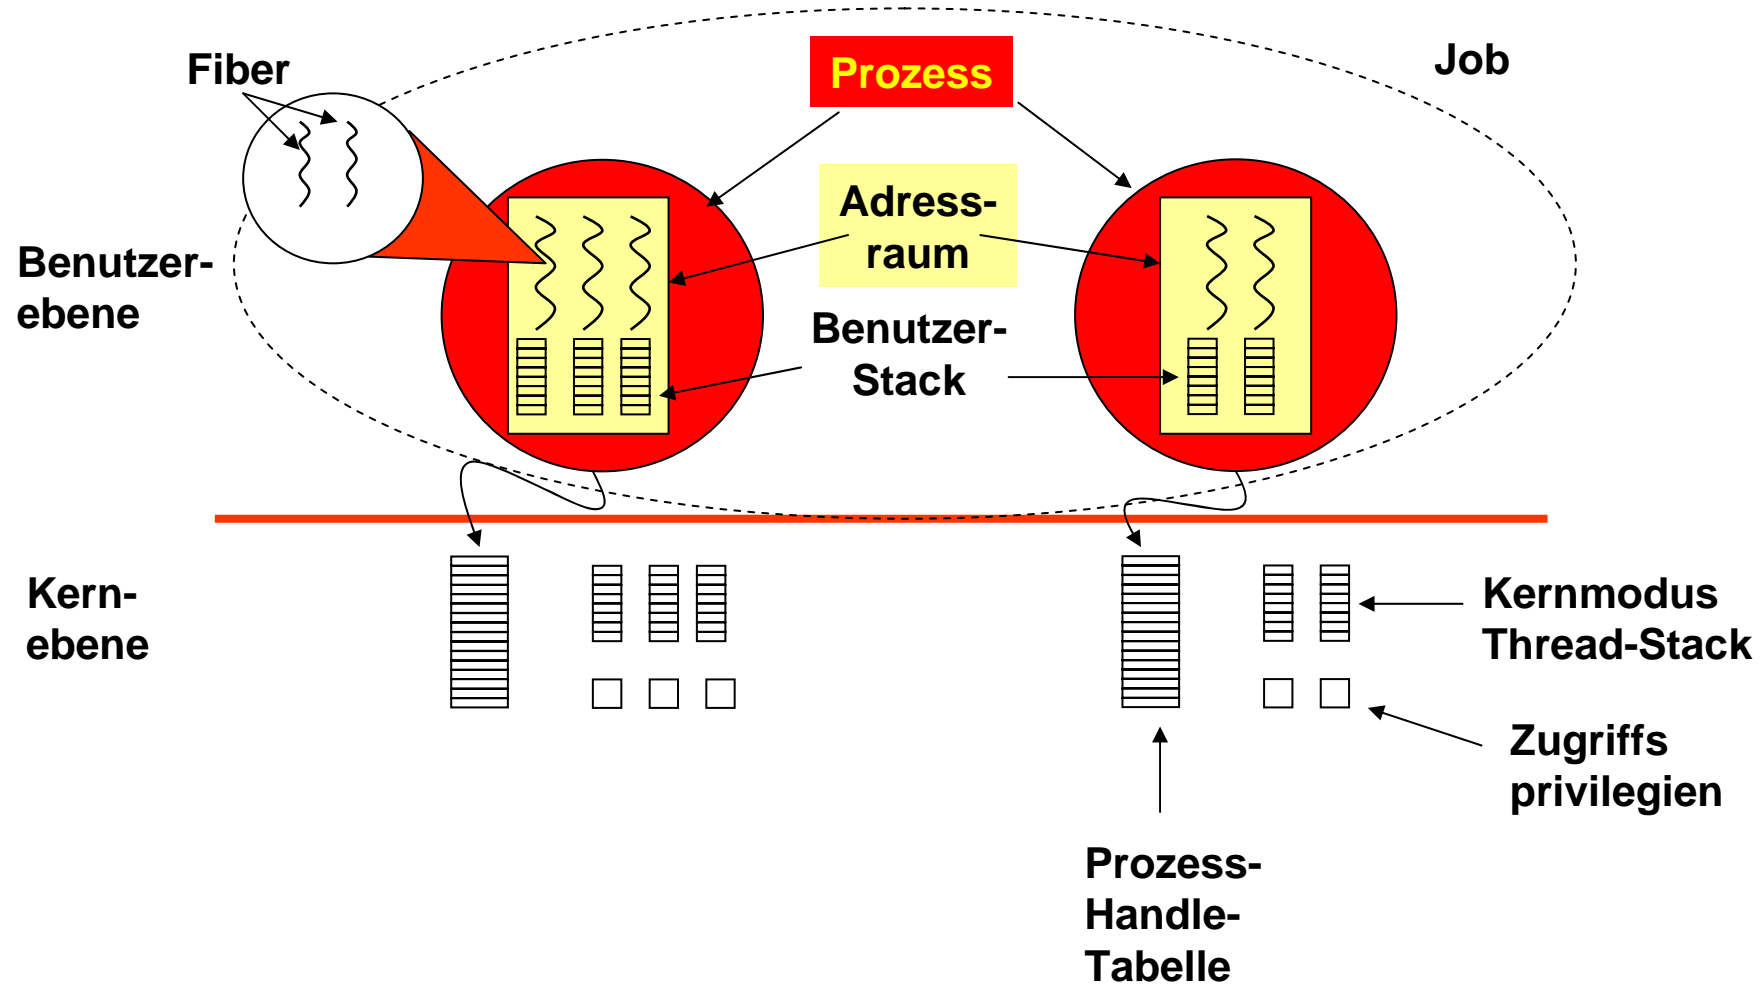 Fiber
Prozess
Job
Adress-
raum
Benutzer-
ebene
Benutzer-
Stack
Kern-
ebene
Kernmodus
Thread-Stack
Zugriffs
privilegien
Prozess-
Handle-
Tabelle